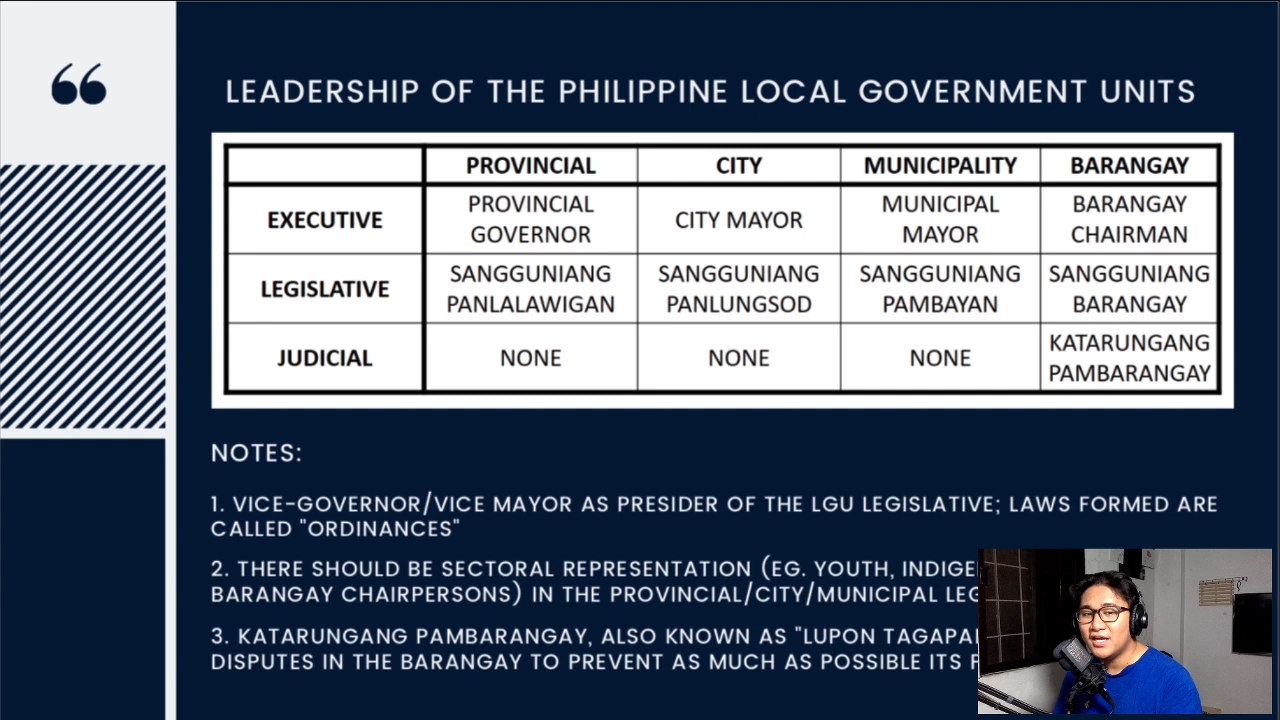 LEADERSHIP OF THE PHILIPPINE LOCAL GOVERNMENT UNITS
PROVINCIAL CITY MUNICIPALITY BARANGAY
EXECUTIVE PROVINCIAL GOVERNOR CITY MAYOR MUNICIPAL MAYOR BARANGAY CHAIRMAN
LEGISLATIVE SANGGUNIANG PANLALAWIGAN SANGGUNIANG PANLUNGSOD SANGGUNIANG PAMBAYAN SANGGUNIANG BARANGAY
JUDICIAL NONE NONE NONE KATARUNGANG PAMBARANGAY
NOTES:
1. VICE-GOVERNOR/VICE MAYOR AS PRESIDER OF THE LGU LEGISLATIVE; LAWS FORMED ARE
CALLED "ORDINANCES"
2. THERE SHOULD BE SECTORAL REPRESENTATION (EG. YOUTH,
BARANGAY CHAIRPERSONS) IN THE PROVINCIAL/CITY/MUNICIPAL
3. KATARUNGANG PAMBARANGAY, ALSO KNOWN AS "LUPON
DISPUTES IN THE BARANGAY TO PREVENT AS MUCH AS POSSIBLE ITS